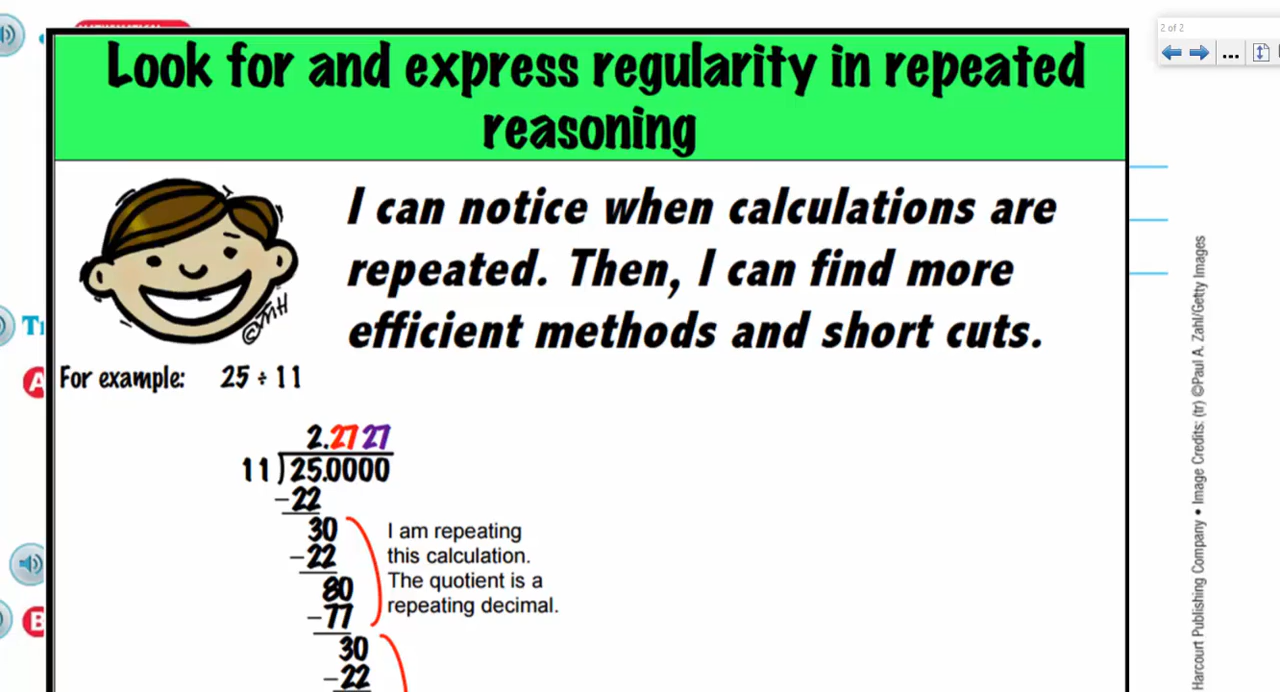 2 of 2
Look for and express regularity in repeated
reasoning
I can notice when calculations are
repeated. Then, I can find more
efficient methods and short cuts.
©MH
For example: 25 ÷ 11
2.2727
11)25.0000
−22
30
−22
80
−77
30
−22
I am repeating
this calculation.
The quotient is a
repeating decimal.
A
B
Harcourt Publishing Company • Image Credits: (tr) ©Paul A. Zahl/Getty Images